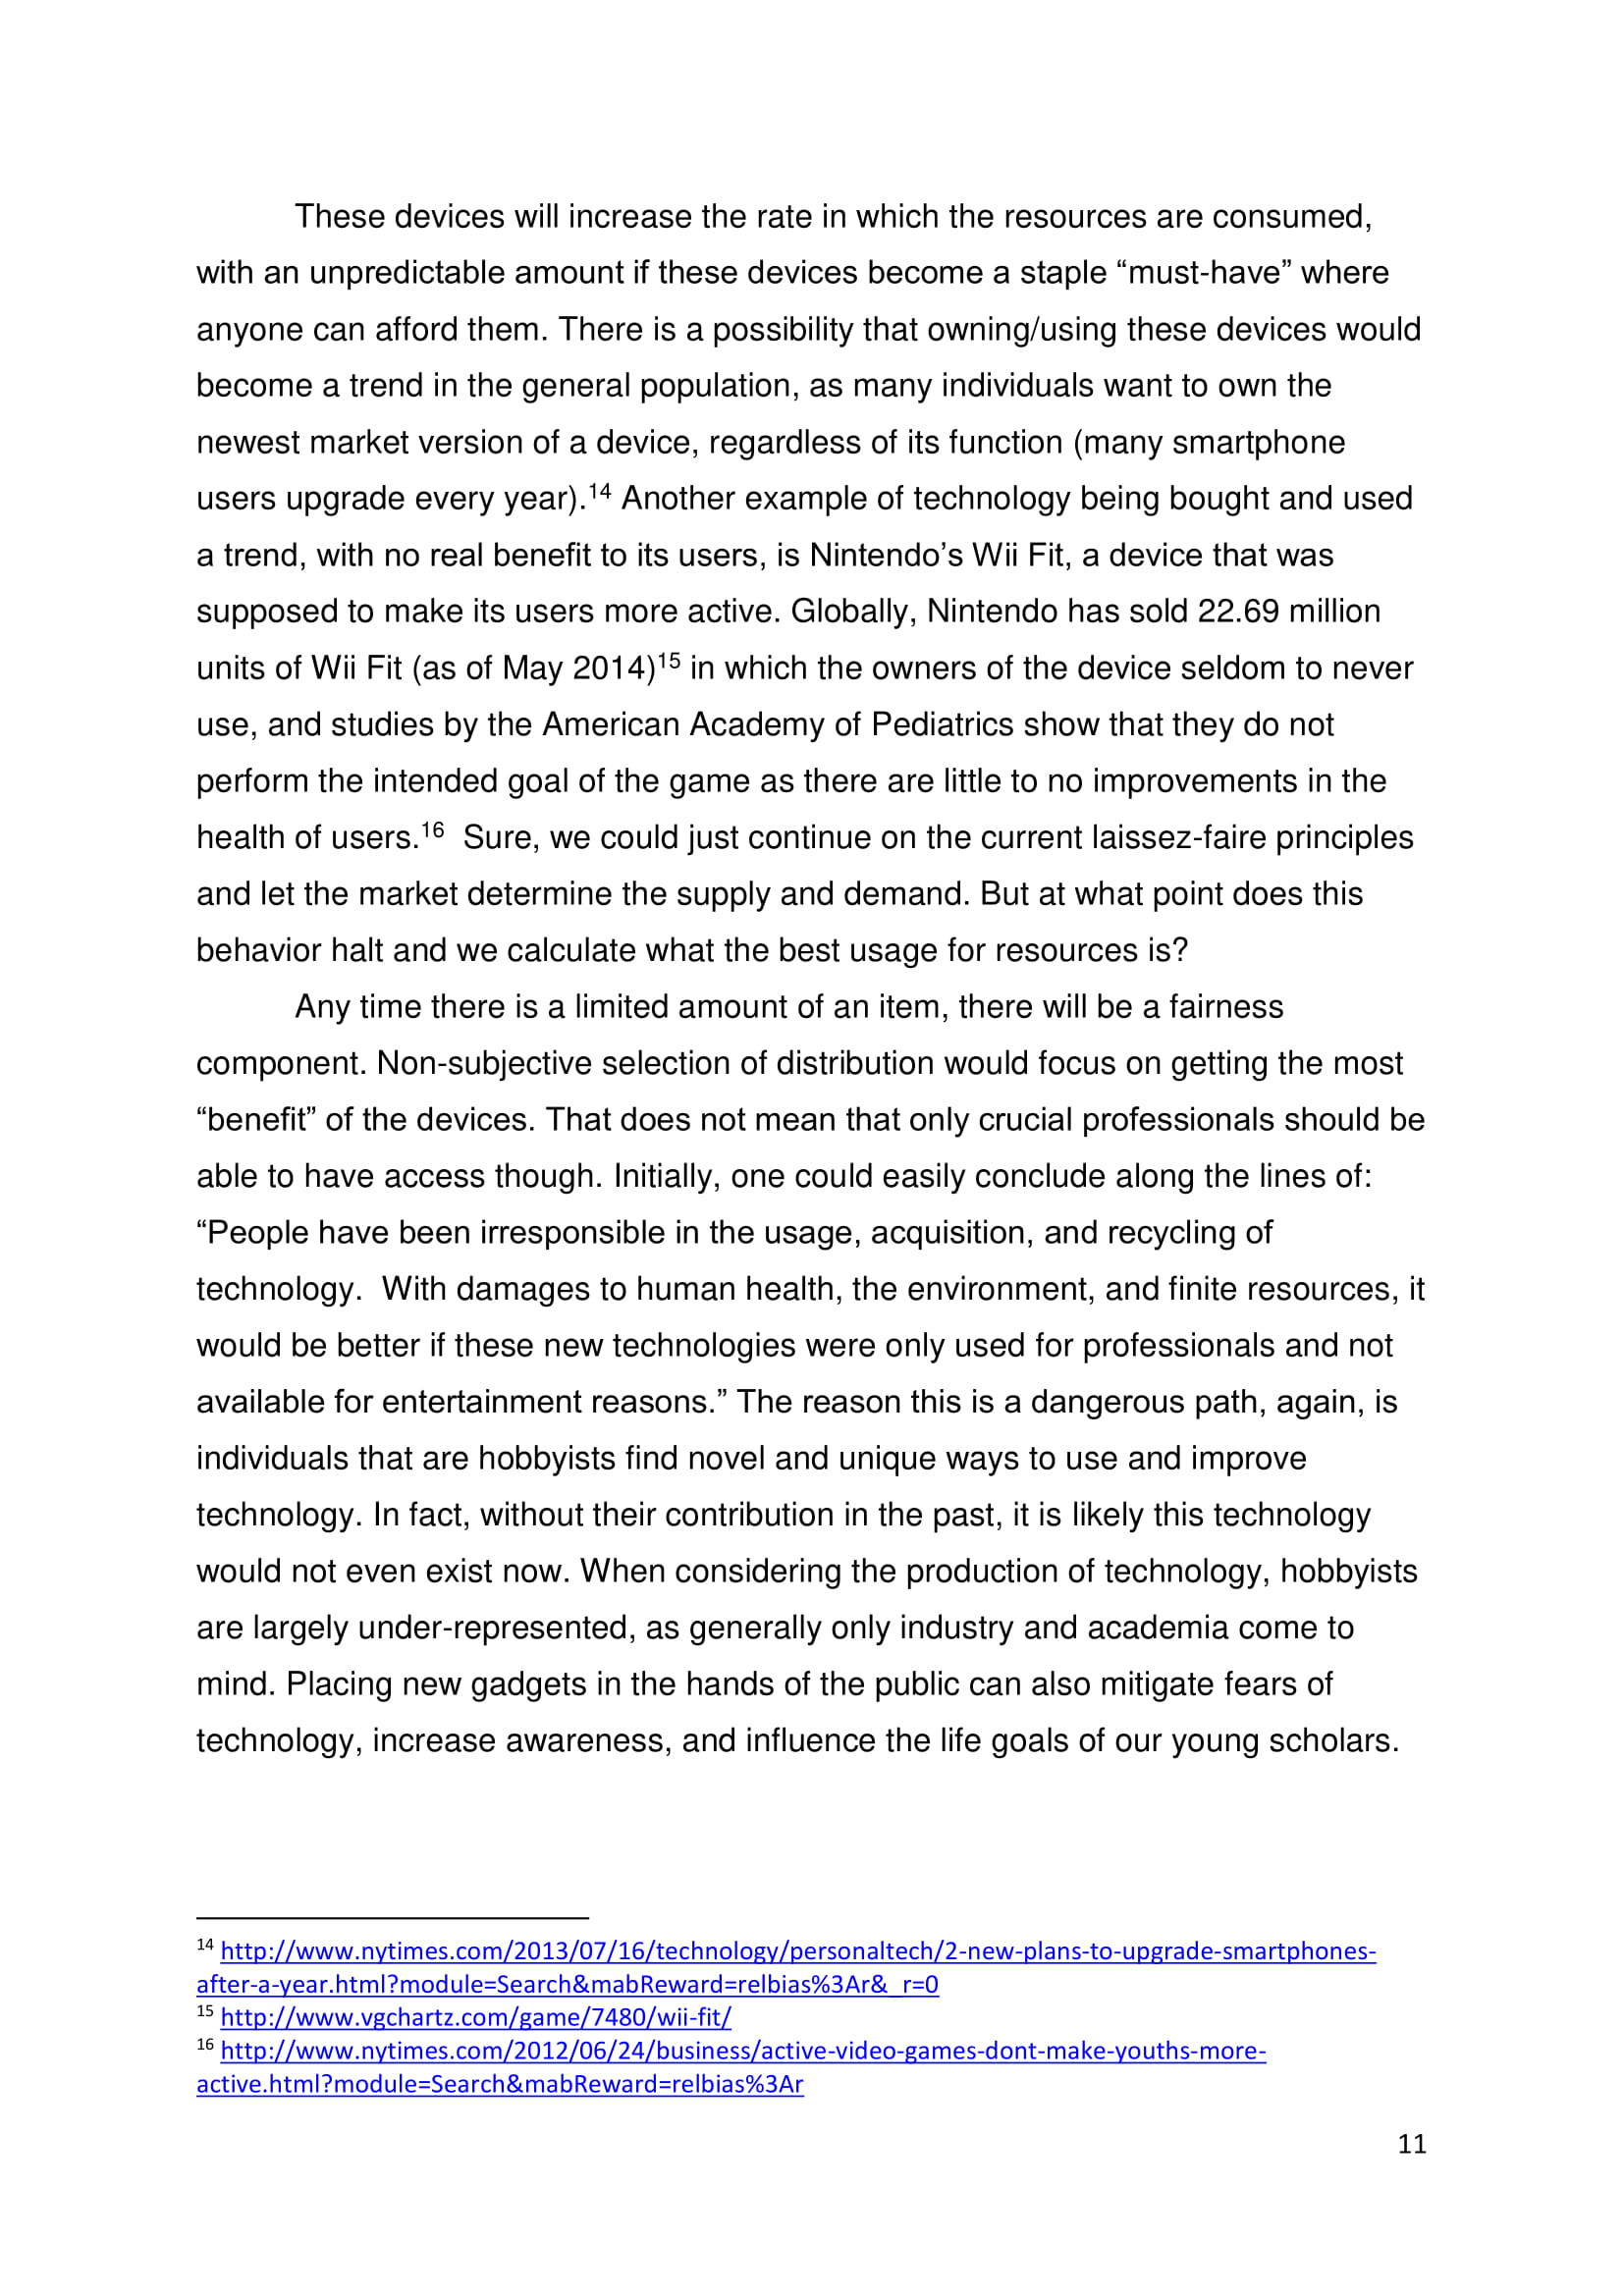 These devices will increase the rate in which the resources are consumed,
with an unpredictable amount if these devices become a staple “must-have” where
anyone can afford them. There is a possibility that owning/using these devices would
become a trend in the general population, as many individuals want to own the
newest market version of a device, regardless of its function (many smartphone
users upgrade every year).14 Another example of technology being bought and used
a trend, with no real benefit to its users, is Nintendo’s Wii Fit, a device that was
supposed to make its users more active. Globally, Nintendo has sold 22.69 million
units of Wii Fit (as of May 2014)15 in which the owners of the device seldom to never
use, and studies by the American Academy of Pediatrics show that they do not
perform the intended goal of the game as there are little to no improvements in the
health of users.16  Sure, we could just continue on the current laissez-faire principles
and let the market determine the supply and demand. But at what point does this
behavior halt and we calculate what the best usage for resources is?
Any time there is a limited amount of an item, there will be a fairness
component. Non-subjective selection of distribution would focus on getting the most
“benefit” of the devices. That does not mean that only crucial professionals should be
able to have access though. Initially, one could easily conclude along the lines of:
“People have been irresponsible in the usage, acquisition, and recycling of
technology.  With damages to human health, the environment, and finite resources, it
would be better if these new technologies were only used for professionals and not
available for entertainment reasons.” The reason this is a dangerous path, again, is
individuals that are hobbyists find novel and unique ways to use and improve
technology. In fact, without their contribution in the past, it is likely this technology
would not even exist now. When considering the production of technology, hobbyists
are largely under-represented, as generally only industry and academia come to
mind. Placing new gadgets in the hands of the public can also mitigate fears of
technology, increase awareness, and influence the life goals of our young scholars.
14 http://www.nytimes.com/2013/07/16/technology/personaltech/2-new-plans-to-upgrade-smartphones-
after-a-year.html?module=Search&mabReward=relbias%3Ar&_r=0
15 http://www.vgchartz.com/game/7480/wii-fit/
16 http://www.nytimes.com/2012/06/24/business/active-video-games-dont-make-youths-more-
active.html?module=Search&mabReward=relbias%3Ar
11